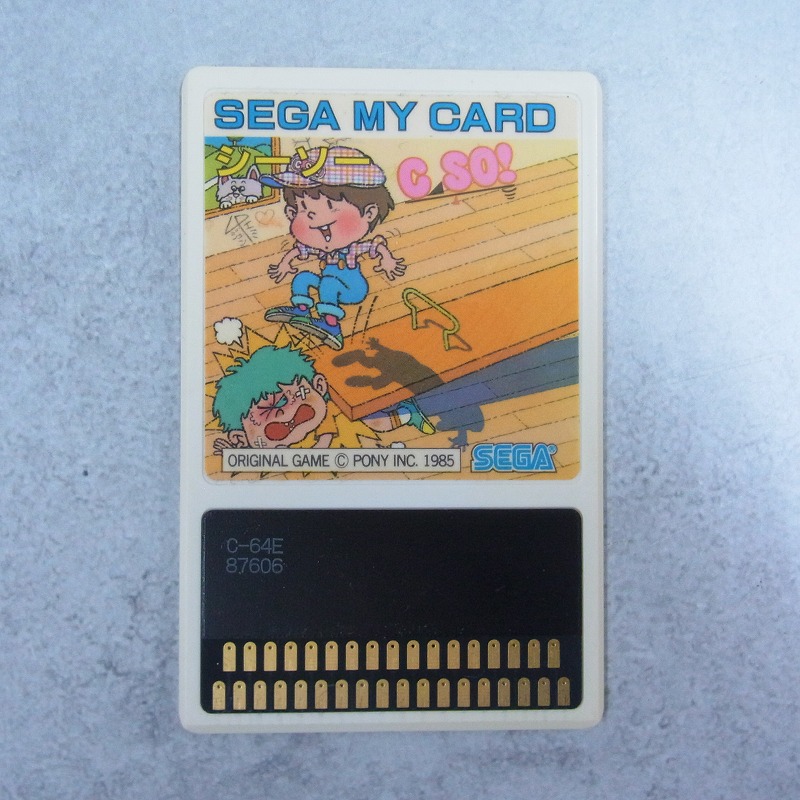 SEGA MY CARD
シーソー
C SO!
ORIGINAL GAME © PONY INC. 1985
SEGA®
C-64E
87606